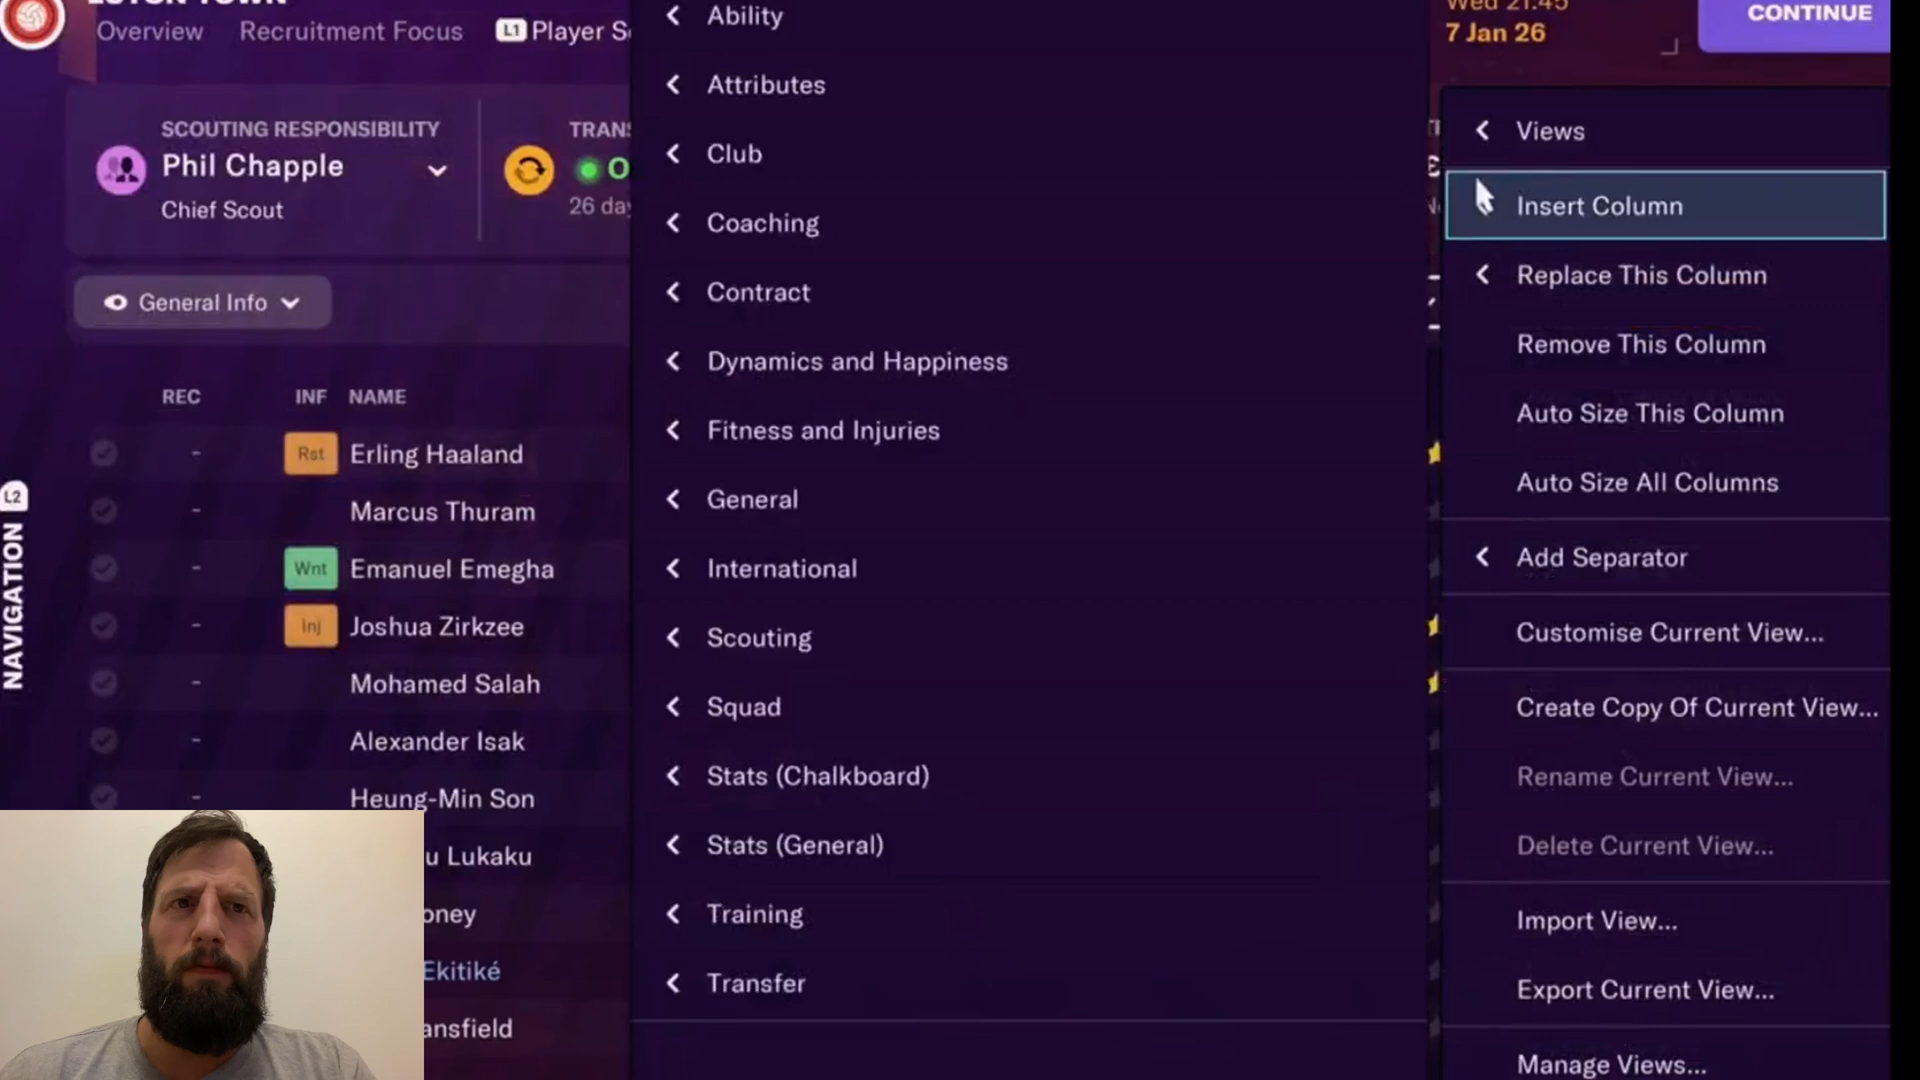 Overview Recruitment Focus L1 Player
SCOUTING RESPONSIBILITY
Phil Chapple
Chief Scout
26
General Info
REC INF NAME
- Rst Erling Haaland
- Marcus Thuram
- Wnt Emanuel Emegha
- Inj Joshua Zirkzee
- Mohamed Salah
- Alexander Isak
- Heung-Min Son
u Lukaku
oney
Ekitiké
ansfield
L2
NAVIGATION
Ability
Attributes
Club
Coaching
Contract
Dynamics and Happiness
Fitness and Injuries
General
International
Scouting
Squad
Stats (Chalkboard)
Stats (General)
Training
Transfer
Wed 21:45
7 Jan 26
CONTINUE
Views
Insert Column
Replace This Column
Remove This Column
Auto Size This Column
Auto Size All Columns
Add Separator
Customise Current View...
Create Copy Of Current View...
Rename Current View...
Delete Current View...
Import View...
Export Current View...
Manage Views...